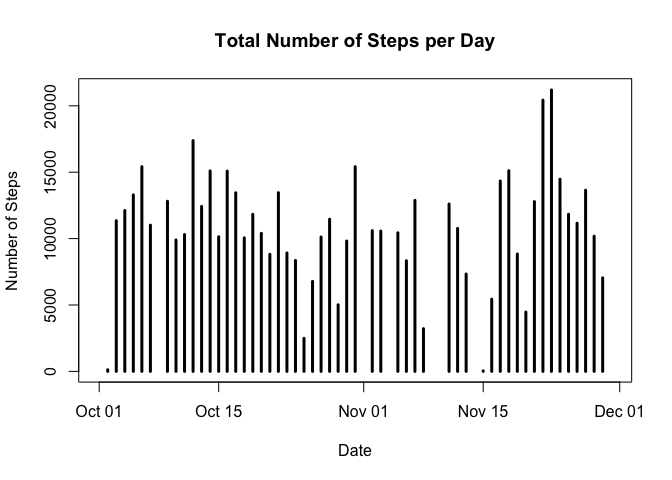 Total Number of Steps per Day
Number of Steps
20000
15000
10000
5000
0
Oct 01 Oct 15 Nov 01 Nov 15 Dec 01
Date